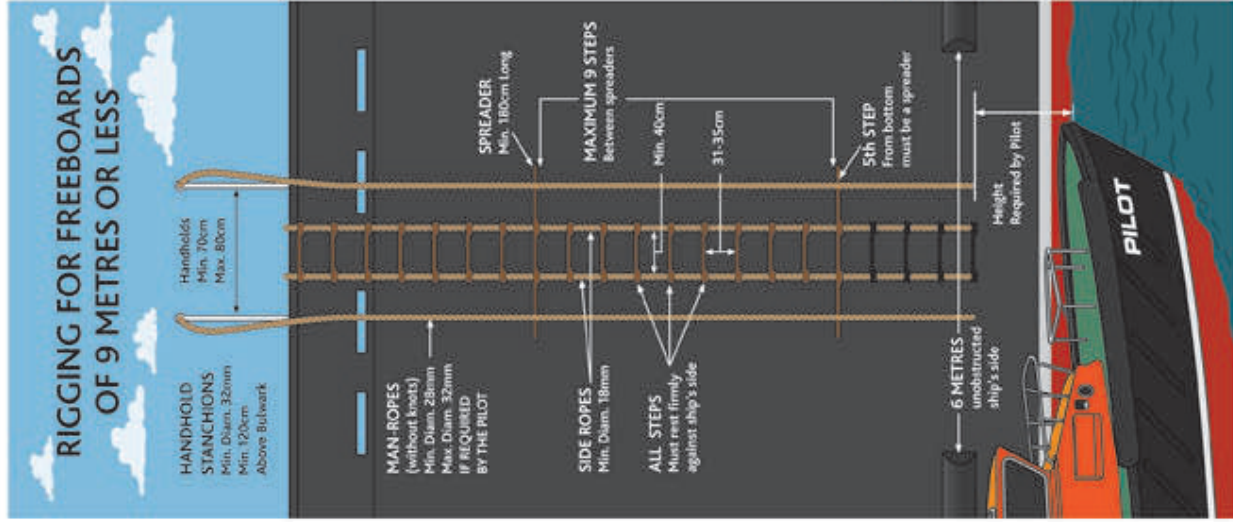 RIGGING FOR FREEBOARDS
OF 9 METRES OR LESS
HANDHOLD
STANCHIONS
Min. Diam. 32mm
Min. 120cm
Above Bulwark
Handholds
Min. 70cm
Max. 80cm
MAN-ROPES
(without knots)
Min. Diam. 28mm
Max. Diam. 32mm
IF REQUIRED
BY THE PILOT
SPREADER
Min. 180cm Long
MAXIMUM 9 STEPS
Between spreaders
SIDE ROPES
Min. Diam. 18mm
Min. 40cm
31-35cm
ALL STEPS
Must rest firmly
against ship's side
5th STEP
From bottom
must be a spreader
6 METRES
unobstructed
ship's side
Height
Required by Pilot
PILOT